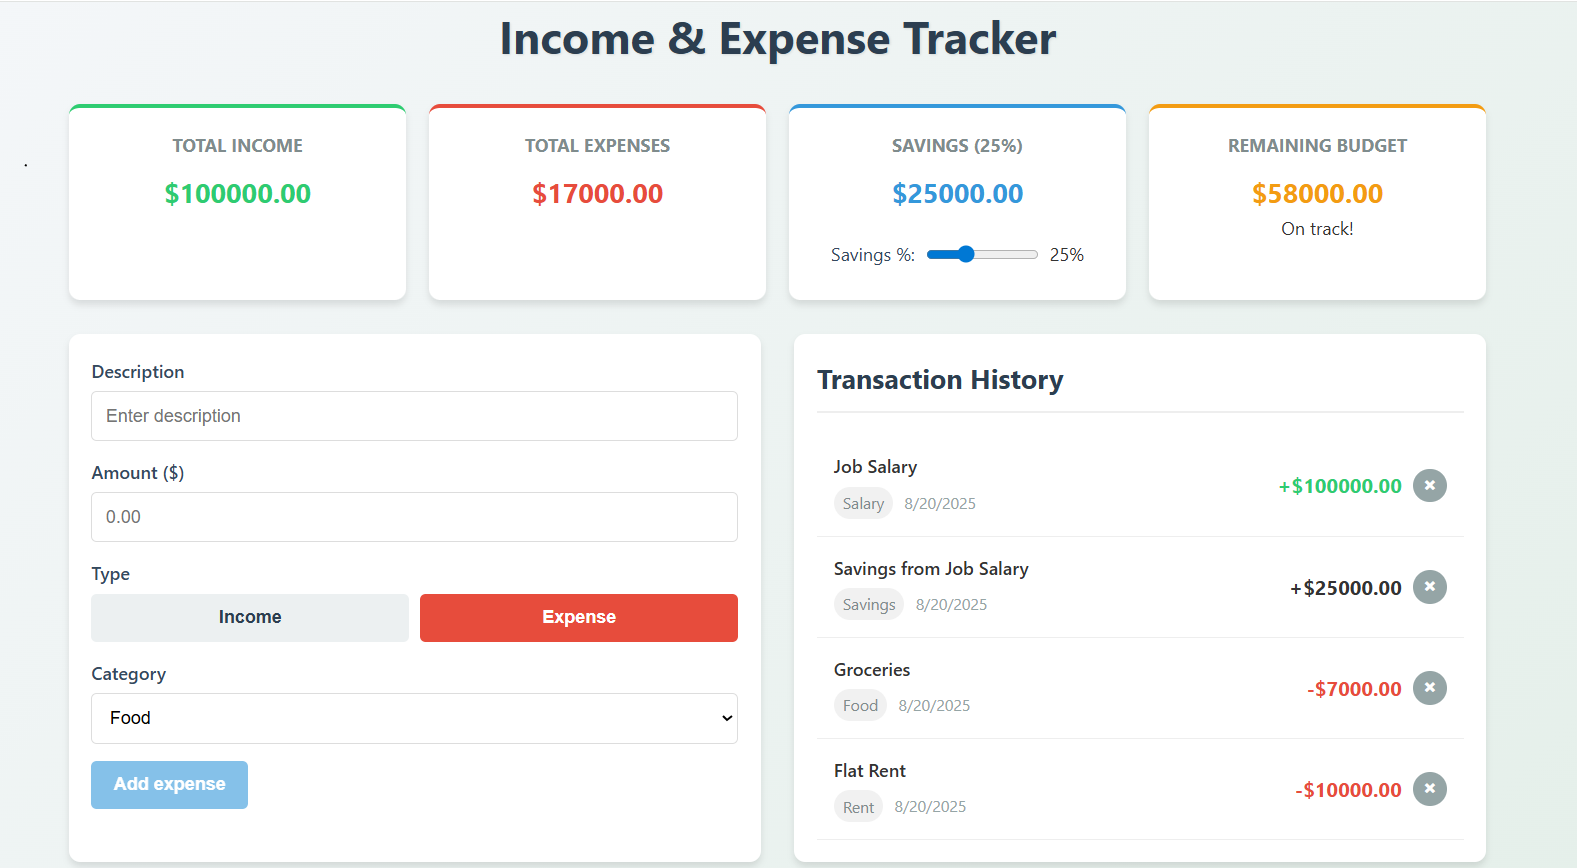 Income & Expense Tracker
TOTAL INCOME
$100000.00
TOTAL EXPENSES
$17000.00
SAVINGS (25%)
$25000.00
Savings %: 25%
REMAINING BUDGET
$58000.00
On track!
Description
Enter description
Amount ($)
0.00
Type
Income Expense
Category
Food
Add expense
Transaction History
Job Salary
Salary 8/20/2025
+$100000.00
Savings from Job Salary
Savings 8/20/2025
+$25000.00
Groceries
Food 8/20/2025
-$7000.00
Flat Rent
Rent 8/20/2025
-$10000.00